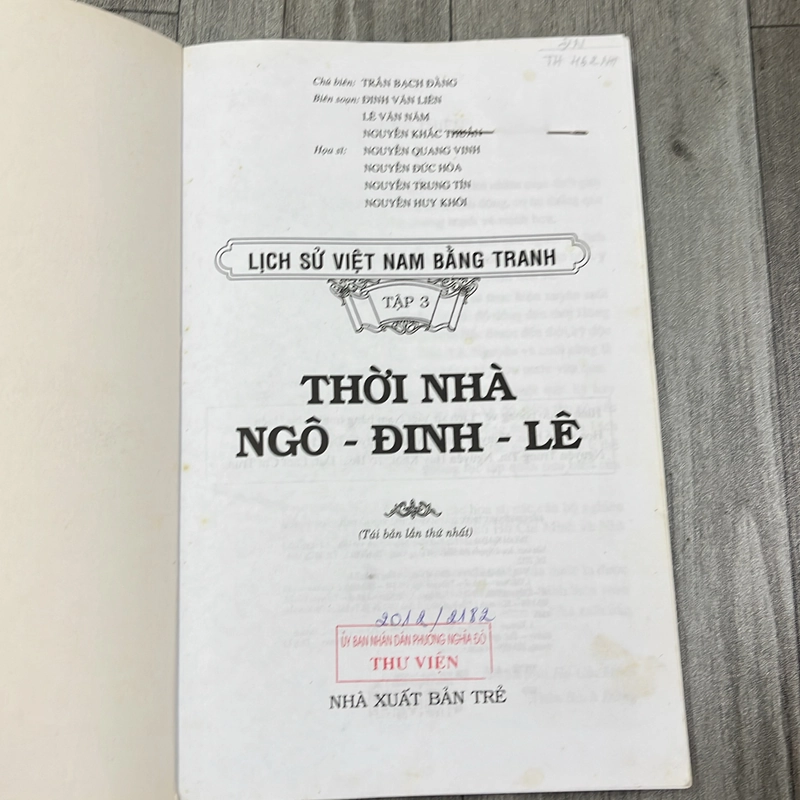 ĐN
TH 462/14
Chủ biên: TRẦN BẠCH ĐẰNG
Biên soạn: ĐINH VĂN LIÊN
LÊ VĂN NĂM
NGUYỄN KHẮC THUẦN
Họa sĩ: NGUYỄN QUANG VINH
NGUYỄN ĐỨC HÒA
NGUYỄN TRUNG TÍN
NGUYỄN HUY KHÔI
LỊCH SỬ VIỆT NAM BẰNG TRANH
TẬP 3
THỜI NHÀ
NGÔ - ĐINH - LÊ
(Tái bản lần thứ nhất)
2012/2182
ỦY BAN NHÂN DÂN PHƯỜNG NGHĨA ĐÔ
THƯ VIỆN
NHÀ XUẤT BẢN TRẺ